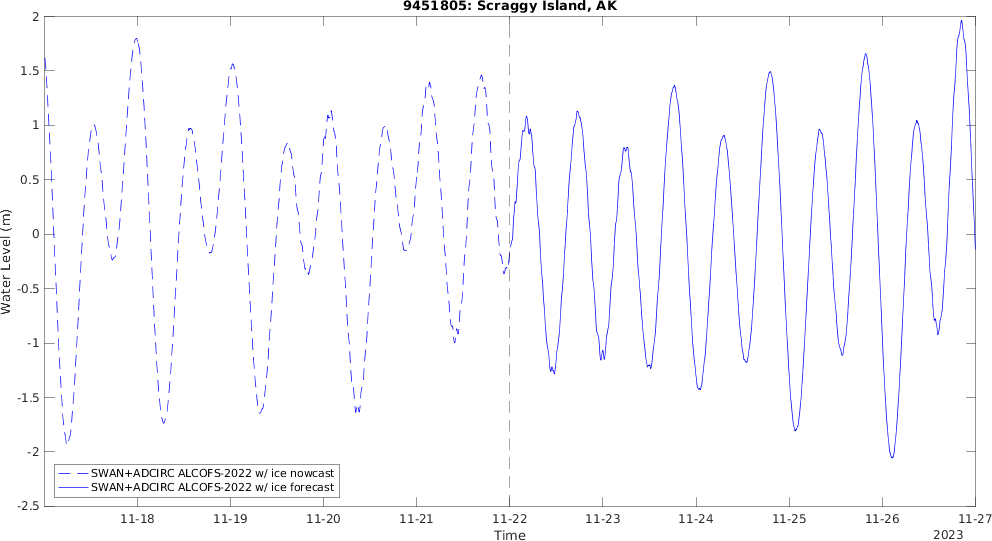 9451805: Scraggy Island, AK
2
1.5
1
0.5
0
-0.5
-1
-1.5
-2
-2.5
Water Level (m)
SWAN+ADCIRC ALCOFS-2022 w/ ice nowcast
SWAN+ADCIRC ALCOFS-2022 w/ ice forecast
11-18 11-19 11-20 11-21 11-22 11-23 11-24 11-25 11-26 11-27
Time
2023